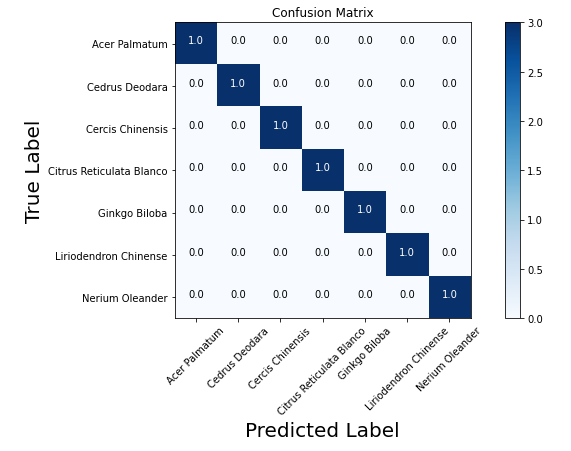 Confusion Matrix
Acer Palmatum 1.0 0.0 0.0 0.0 0.0 0.0 0.0
Cedrus Deodara 0.0 1.0 0.0 0.0 0.0 0.0 0.0
Cercis Chinensis 0.0 0.0 1.0 0.0 0.0 0.0 0.0
Citrus Reticulata Blanco 0.0 0.0 0.0 1.0 0.0 0.0 0.0
Ginkgo Biloba 0.0 0.0 0.0 0.0 1.0 0.0 0.0
Liriodendron Chinense 0.0 0.0 0.0 0.0 0.0 1.0 0.0
Nerium Oleander 0.0 0.0 0.0 0.0 0.0 0.0 1.0
True Label
Acer Palmatum
Cedrus Deodara
Cercis Chinensis
Citrus Reticulata Blanco
Ginkgo Biloba
Liriodendron Chinense
Nerium Oleander
Predicted Label
3.0
2.5
2.0
1.5
1.0
0.5
0.0